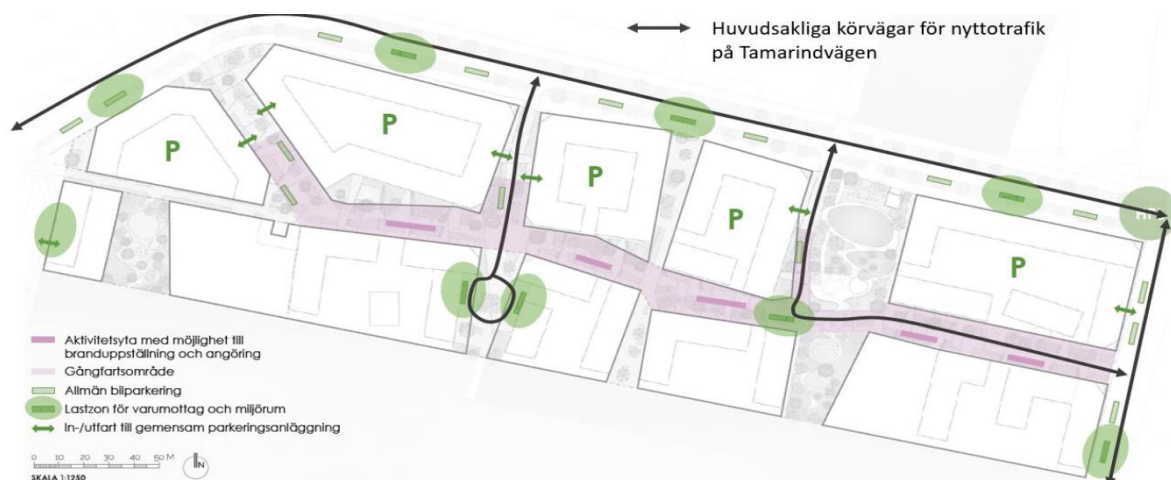 Huvudsakliga körvägar för nyttotrafik
på Tamarindvägen
P
P
P
P
P
Aktivitetsyta med möjlighet till
branduppställning och angöring
Gångfartsområde
Allmän bilparkering
Lastzon för varumottag och miljörum
In-/utfart till gemensam parkeringsanläggning
0 10 20 30 40 50 M
SKALA 1:1250
N